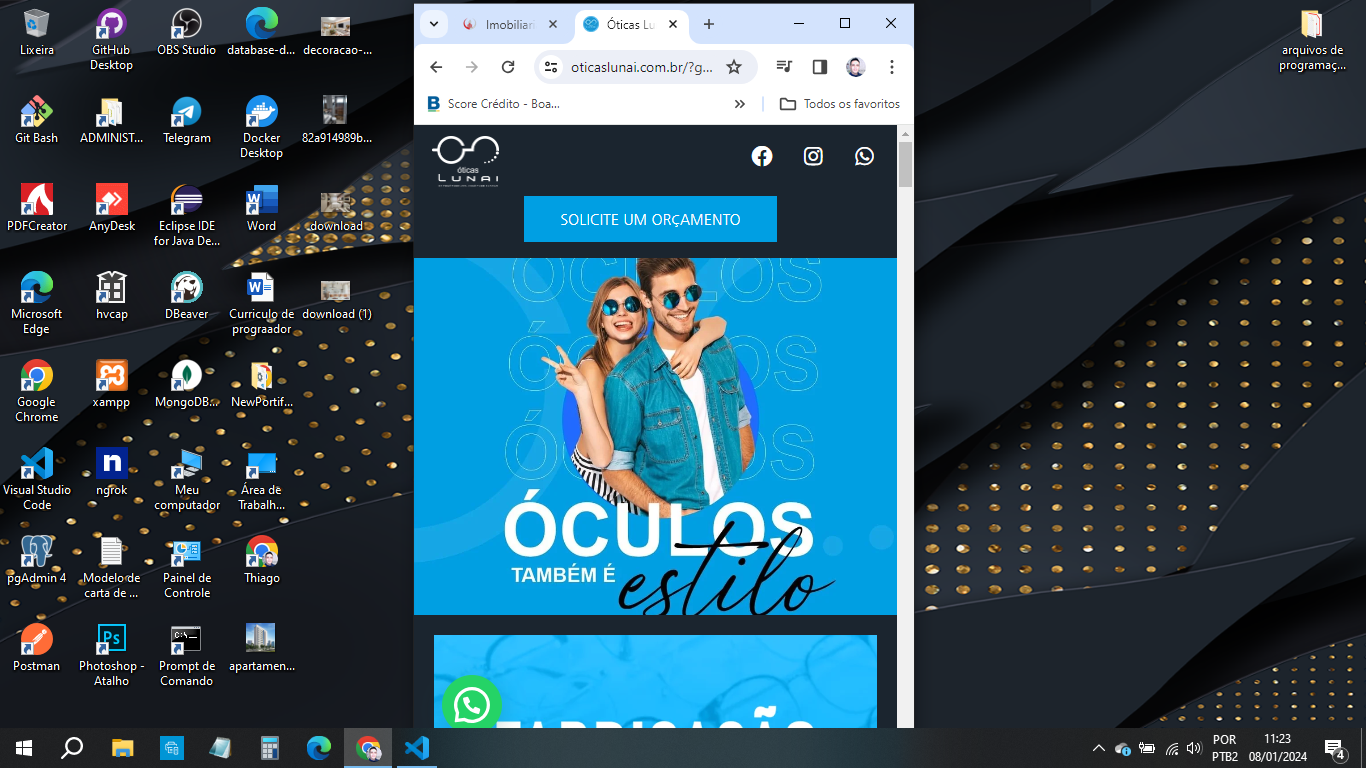 Lixeira
GitHub
Desktop
OBS Studio
database-d...
decoracao-...
Git Bash
ADMINIST...
Telegram
Docker
Desktop
82a914989b...
PDFCreator
AnyDesk
Eclipse IDE
for Java De...
Word
download
Microsoft
Edge
hvcap
DBeaver
Curriculo de
prograador
download (1)
Google
Chrome
xampp
MongoDB...
NewPortif...
Visual Studio
Code
ngrok
Meu
computador
Área de
Trabalh...
pgAdmin 4
Modelo de
carta de ...
Painel de
Controle
Thiago
Postman
Photoshop -
Atalho
Prompt de
Comando
apartamen...
arquivos de
programaç...
Imobiliari
Óticas Lu
oticaslunai.com.br/?g...
Score Crédito - Boa...
Todos os favoritos
óticas
LUNAI
SOLICITE UM ORÇAMENTO
ÓCULOS
ÓCULOS
ÓCULOS
ÓCULOS
TAMBÉM É
estilo
FABRICAÇÃO
POR
PTB2
11:23
08/01/2024
4